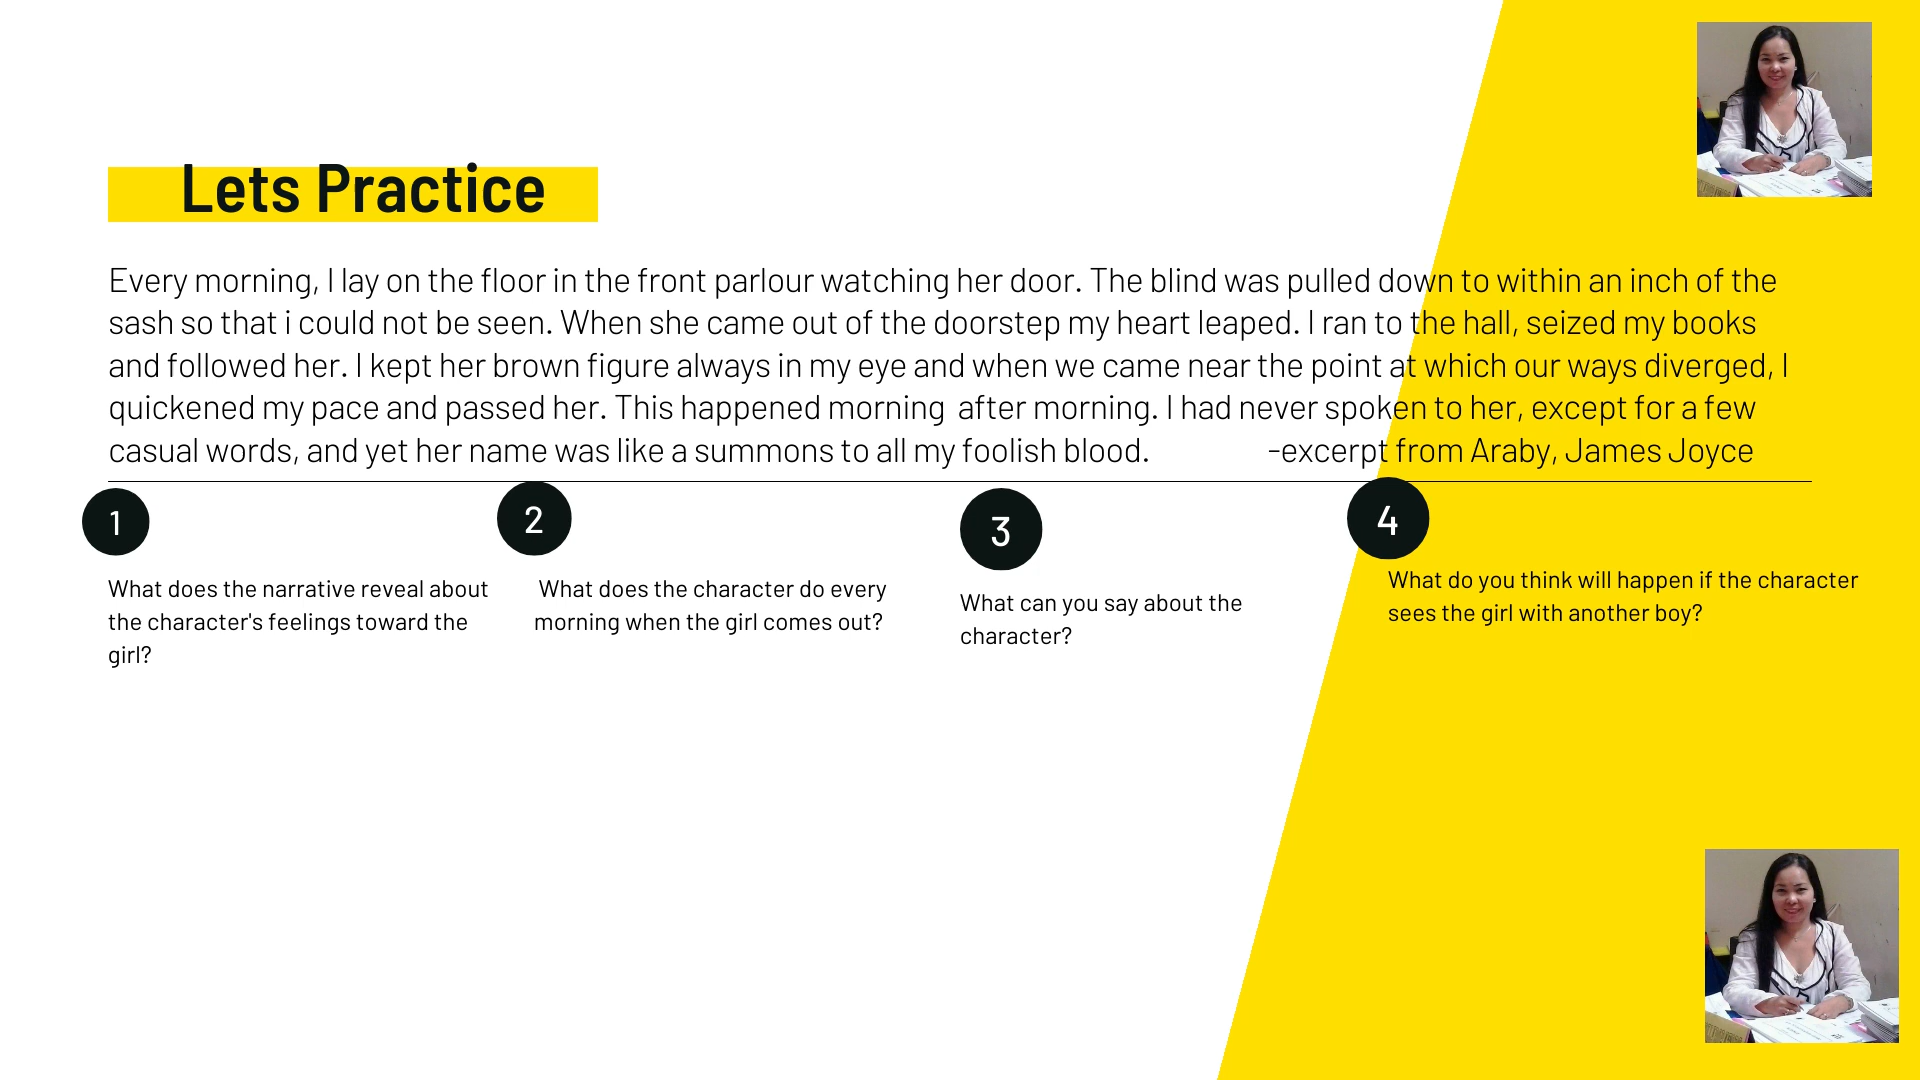 Lets Practice
Every morning, I lay on the floor in the front parlour watching her door. The blind was pulled down to within an inch of the
sash so that i could not be seen. When she came out of the doorstep my heart leaped. I ran to the hall, seized my books
and followed her. I kept her brown figure always in my eye and when we came near the point at which our ways diverged, I
quickened my pace and passed her. This happened morning after morning. I had never spoken to her, except for a few
casual words, and yet her name was like a summons to all my foolish blood. -excerpt from Araby, James Joyce
1
What does the narrative reveal about
the character's feelings toward the
girl?
2
What does the character do every
morning when the girl comes out?
3
What can you say about the
character?
4
What do you think will happen if the character
sees the girl with another boy?